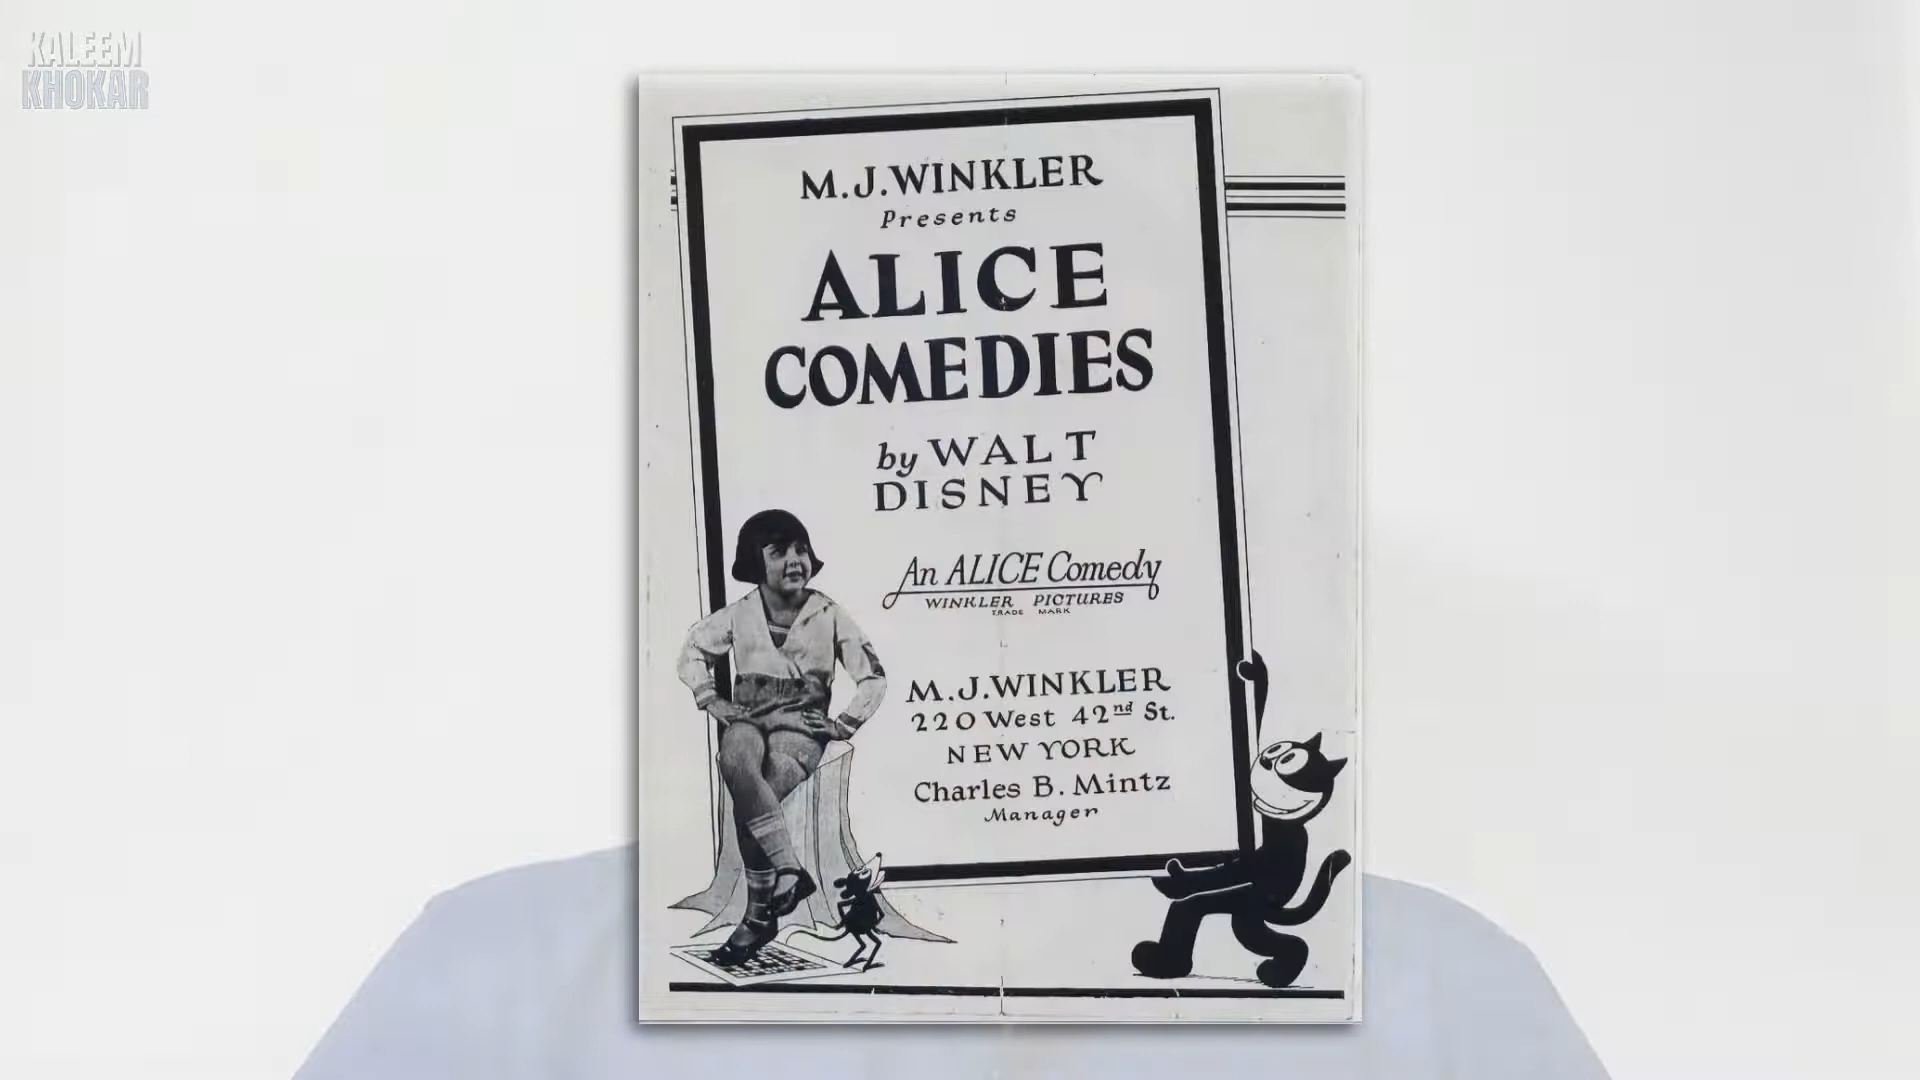 KALEEM
KHOKAR
M.J.WINKLER
Presents
ALICE
COMEDIES
by WALT
DISNEY
An ALICE Comedy
WINKLER PICTURES
TRADE MARK
M.J.WINKLER
220 West 42nd St.
NEW YORK
Charles B. Mintz
Manager